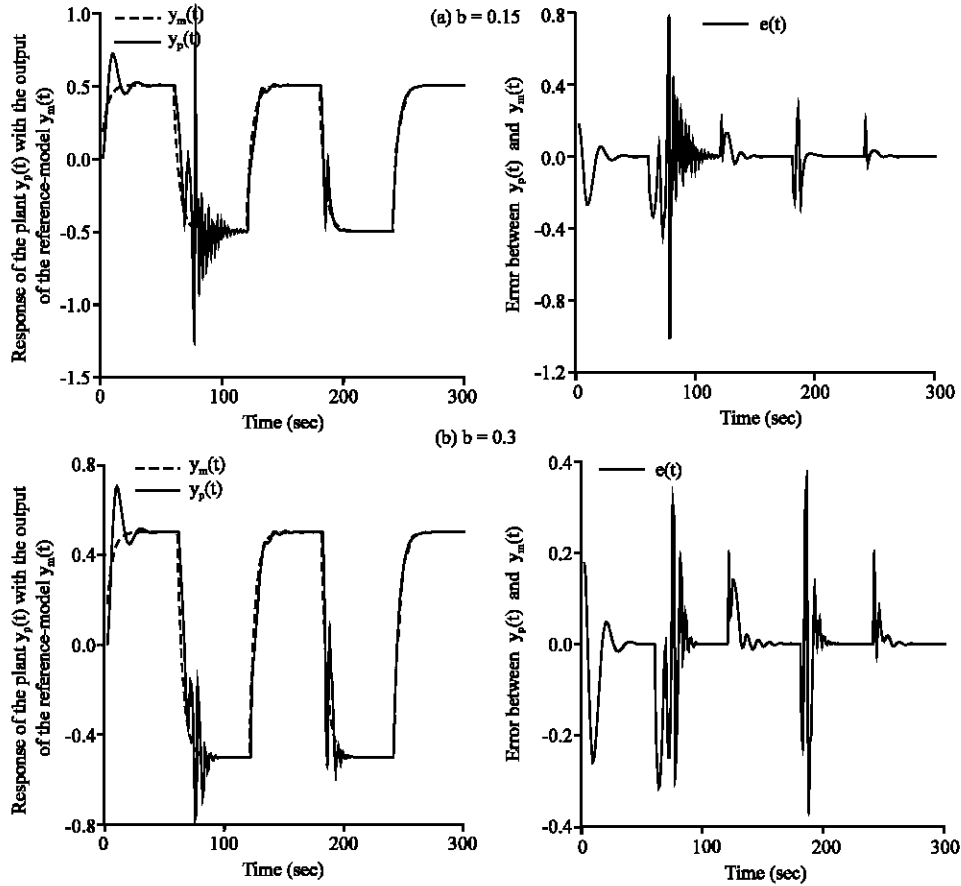 (a) b = 0.15
Response of the plant yp(t) with the output
of the reference-model ym(t)
ym(t)
yp(t)
1.0
0.5
0.0
-0.5
-1.0
-1.5
0
100
200
300
Time (sec)
Error between yp(t) and ym(t)
e(t)
0.8
0.4
0.0
-0.4
-0.8
-1.2
0
100
200
300
Time (sec)
(b) b = 0.3
Response of the plant yp(t) with the output
of the reference-model ym(t)
ym(t)
yp(t)
0.8
0.4
0.0
-0.4
-0.8
0
100
200
300
Time (sec)
Error between yp(t) and ym(t)
e(t)
0.4
0.2
0.0
-0.2
-0.4
0
100
200
300
Time (sec)